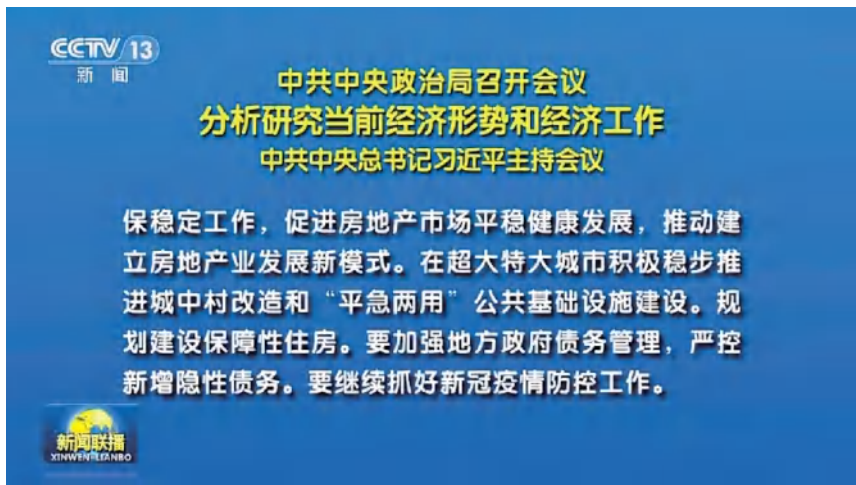 CCTV 13
新闻
中共中央政治局召开会议
分析研究当前经济形势和经济工作
中共中央总书记习近平主持会议
保稳定工作，促进房地产市场平稳健康发展，推动建
立房地产业发展新模式。在超大特大城市积极稳步推
进城中村改造和“平急两用”公共基础设施建设。规
划建设保障性住房。要加强地方政府债务管理，严控
新增隐性债务。要继续抓好新冠疫情防控工作。
新闻联播
XINWEN LIANBO